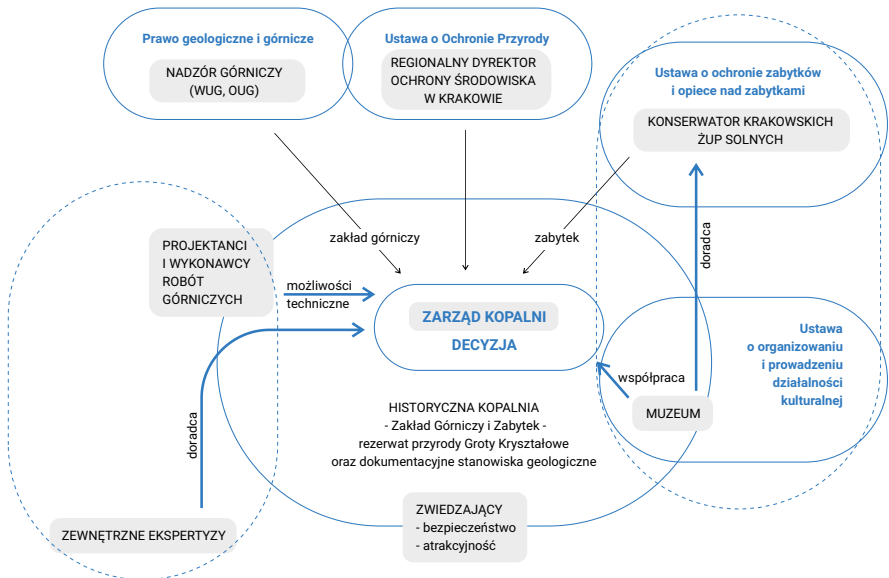 Prawo geologiczne i górnicze
NADZÓR GÓRNICZY
(WUG, OUG)
Ustawa o Ochronie Przyrody
REGIONALNY DYREKTOR
OCHRONY ŚRODOWISKA
W KRAKOWIE
Ustawa o ochronie zabytków
i opiece nad zabytkami
KONSERWATOR KRAKOWSKICH
ŻUP SOLNYCH
zakład górniczy
zabytek
doradca
PROJEKTANCI
I WYKONAWCY
ROBÓT
GÓRNICZYCH
możliwości
techniczne
ZARZĄD KOPALNI
DECYZJA
Ustawa
o organizowaniu
i prowadzeniu
działalności
kulturalnej
współpraca
MUZEUM
doradca
HISTORYCZNA KOPALNIA
- Zakład Górniczy i Zabytek -
rezerwat przyrody Groty Kryształowe
oraz dokumentacyjne stanowiska geologiczne
ZEWNĘTRZNE EKSPERTYZY
ZWIEDZAJĄCY
- bezpieczeństwo
- atrakcyjność